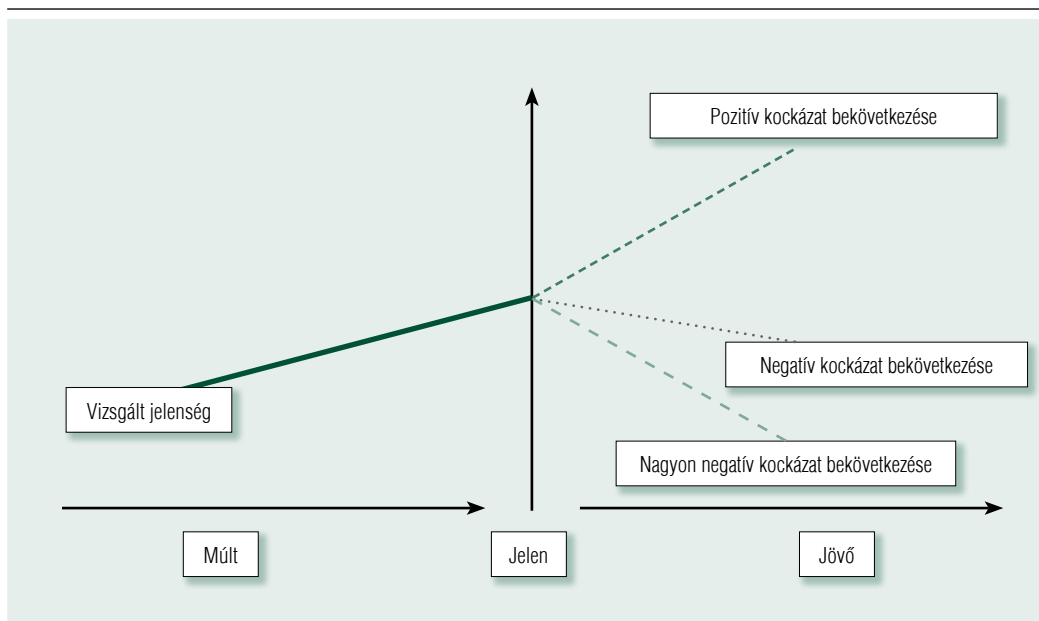 Pozitív kockázat bekövetkezése
Negatív kockázat bekövetkezése
Vizsgált jelenség
Nagyon negatív kockázat bekövetkezése
Múlt
Jelen
Jövő